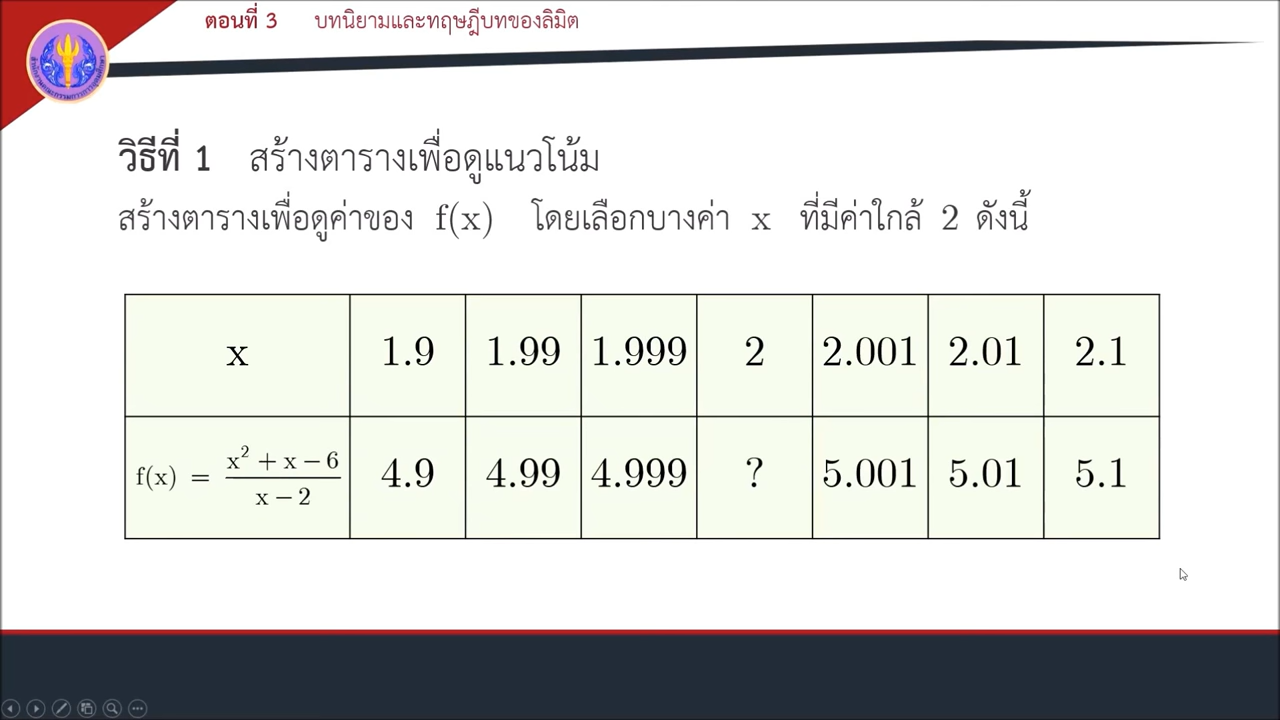 ตอนที่ 3 บทนิยามและทฤษฎีบทของลิมิต
วิธีที่ 1 สร้างตารางเพื่อดูแนวโน้ม
สร้างตารางเพื่อดูค่าของ f(x) โดยเลือกบางค่า x ที่มีค่าใกล้ 2 ดังนี้
x 1.9 1.99 1.999 2 2.001 2.01 2.1
f(x) = (x² + x − 6)/(x − 2) 4.9 4.99 4.999 ? 5.001 5.01 5.1